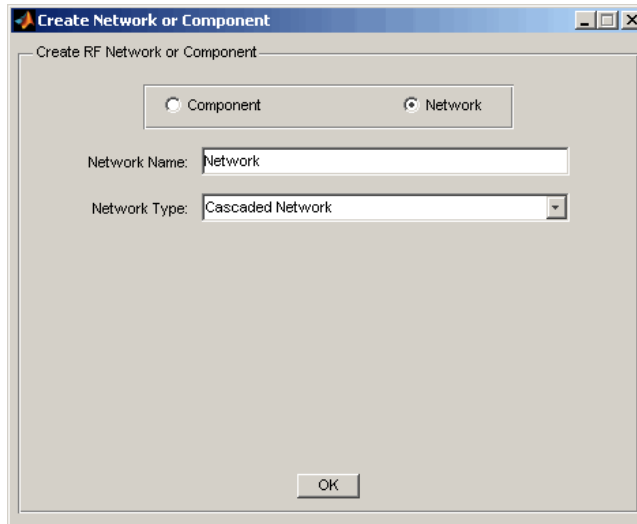 Create Network or Component
Create RF Network or Component
Component Network
Network Name: Network
Network Type: Cascaded Network
OK